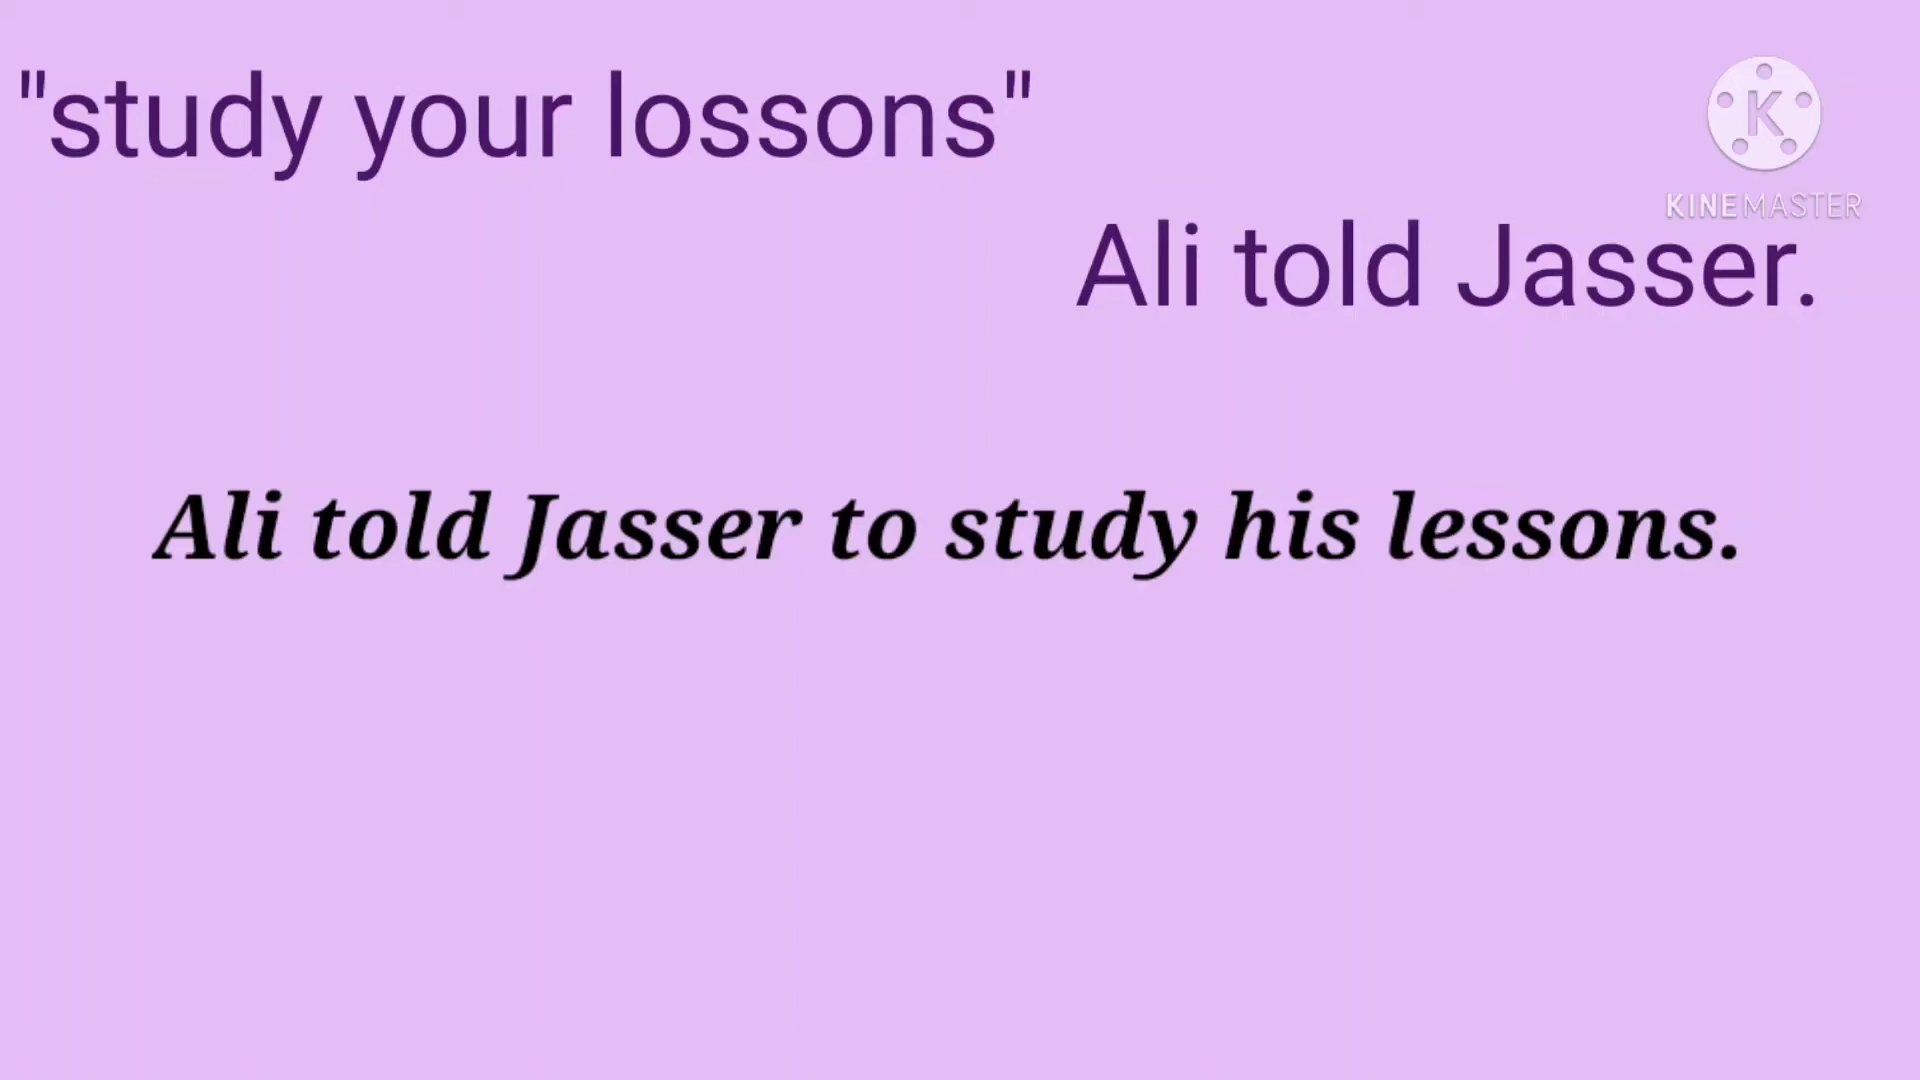 "study your lossons"
K
KINEMASTER
Ali told Jasser.
Ali told Jasser to study his lessons.